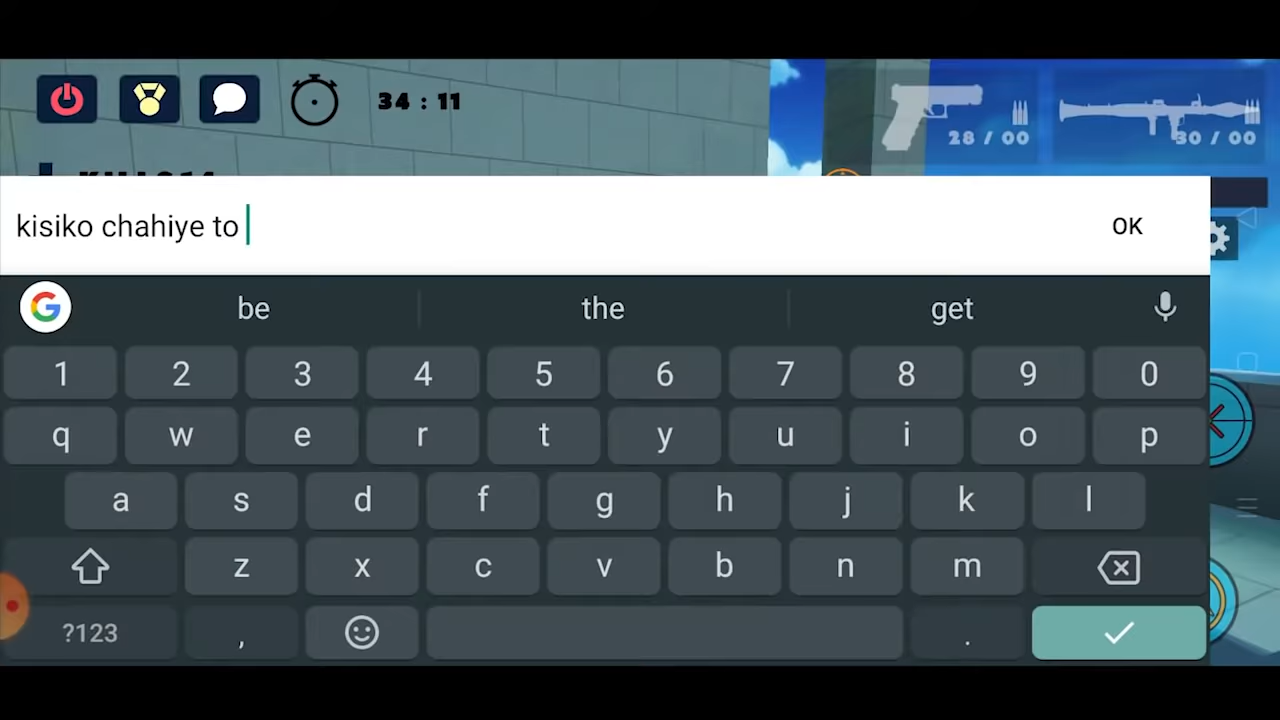 34 : 11
28 / 00
30 / 00
kisiko chahiye to
OK
be the get
1 2 3 4 5 6 7 8 9 0
q w e r t y u i o p
a s d f g h j k l
z x c v b n m
?123 , .